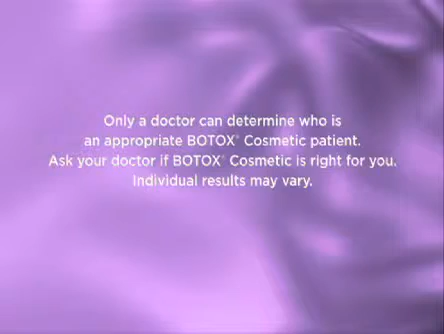 Only a doctor can determine who is
an appropriate BOTOX® Cosmetic patient.
Ask your doctor if BOTOX® Cosmetic is right for you.
Individual results may vary.